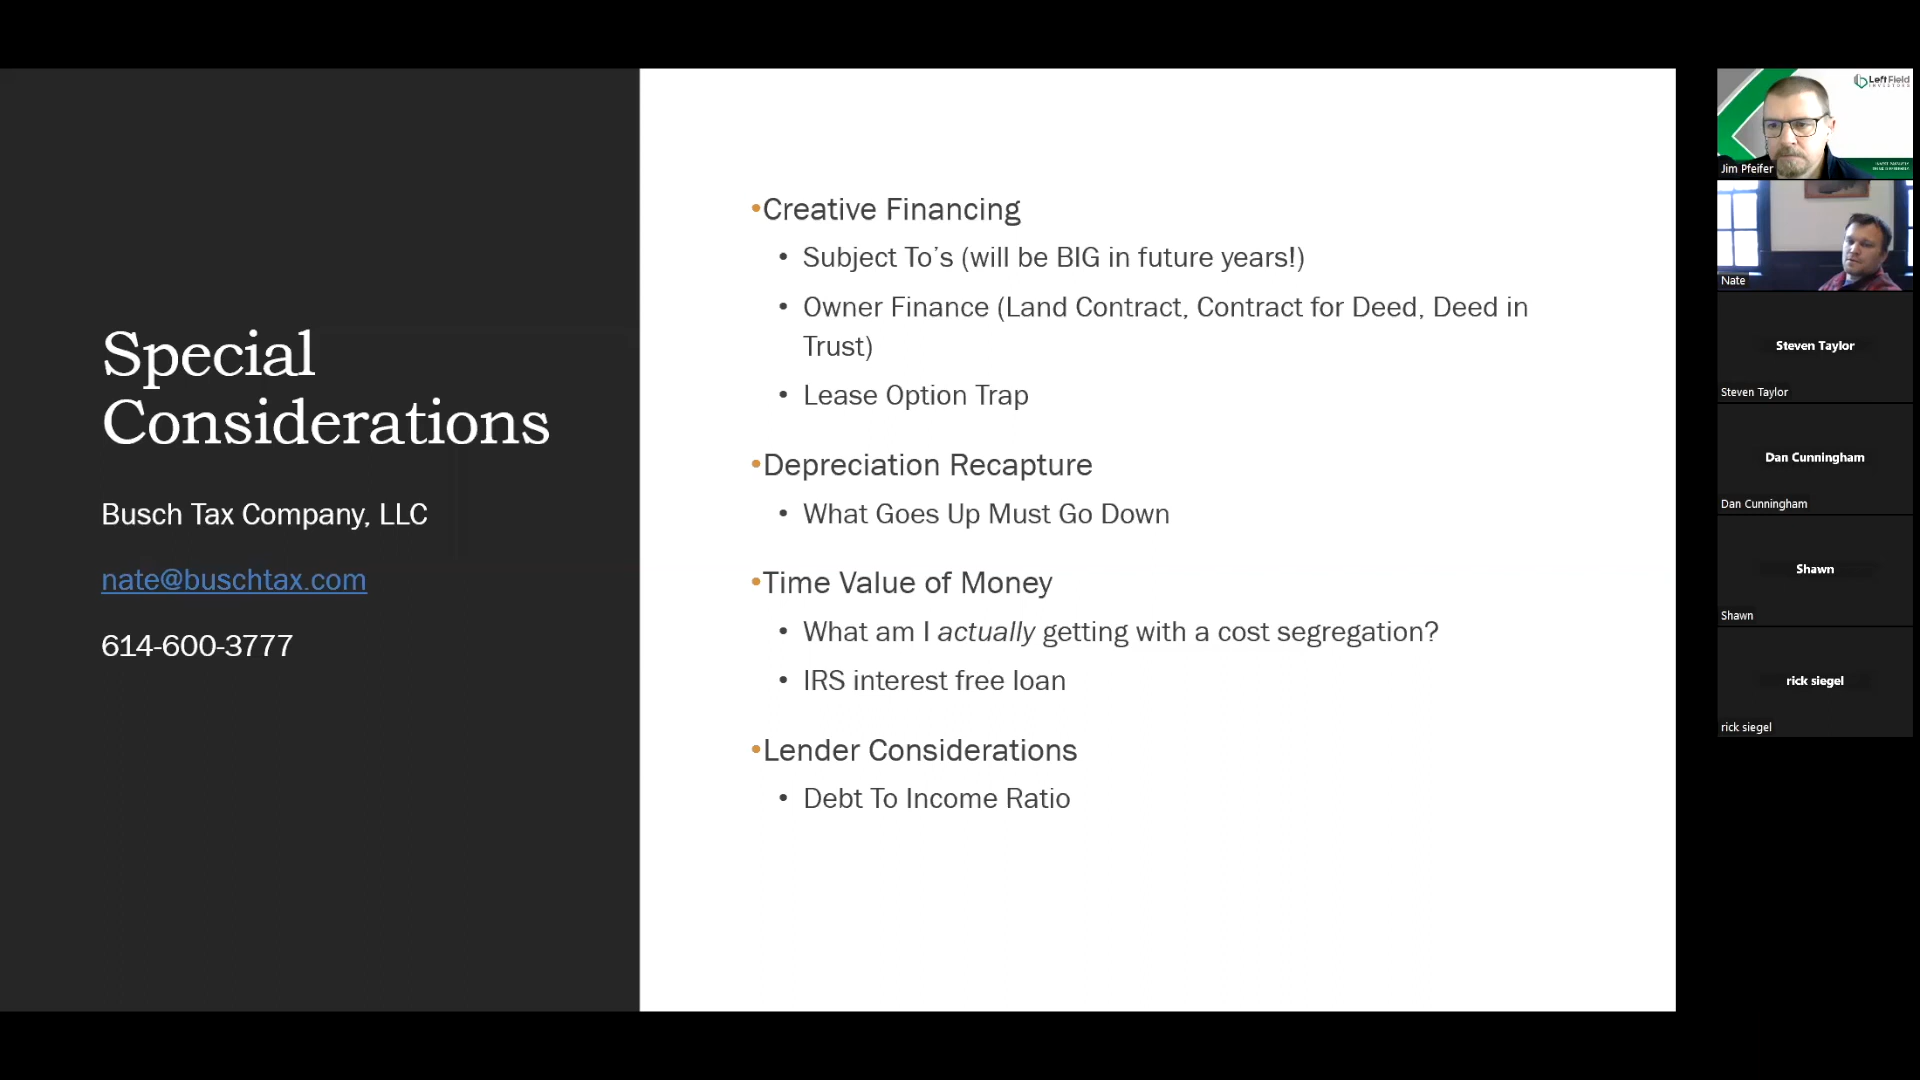 Special
Considerations
Busch Tax Company, LLC
nate@buschtax.com
614-600-3777
•Creative Financing
• Subject To’s (will be BIG in future years!)
• Owner Finance (Land Contract, Contract for Deed, Deed in
Trust)
• Lease Option Trap
•Depreciation Recapture
• What Goes Up Must Go Down
•Time Value of Money
• What am I actually getting with a cost segregation?
• IRS interest free loan
•Lender Considerations
• Debt To Income Ratio
LeftField
INVESTORS
Jim Pfeifer
Nate
Steven Taylor
Steven Taylor
Dan Cunningham
Dan Cunningham
Shawn
Shawn
rick siegel
rick siegel